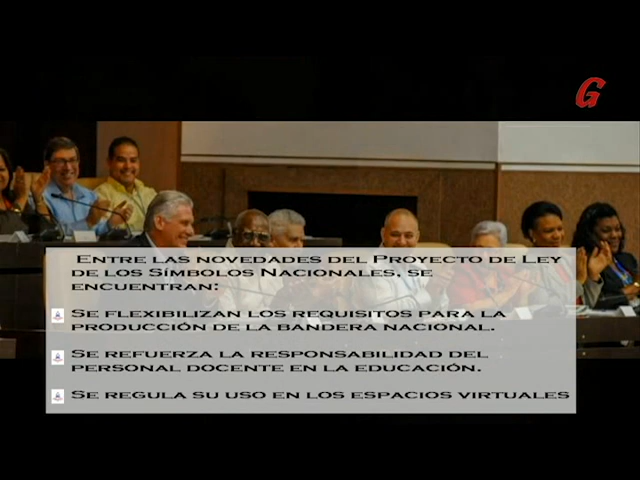 G
Entre las novedades del Proyecto de Ley
de los Símbolos Nacionales, se
encuentran:
Se flexibilizan los requisitos para la
producción de la bandera nacional.
Se refuerza la responsabilidad del
personal docente en la educación.
Se regula su uso en los espacios virtuales